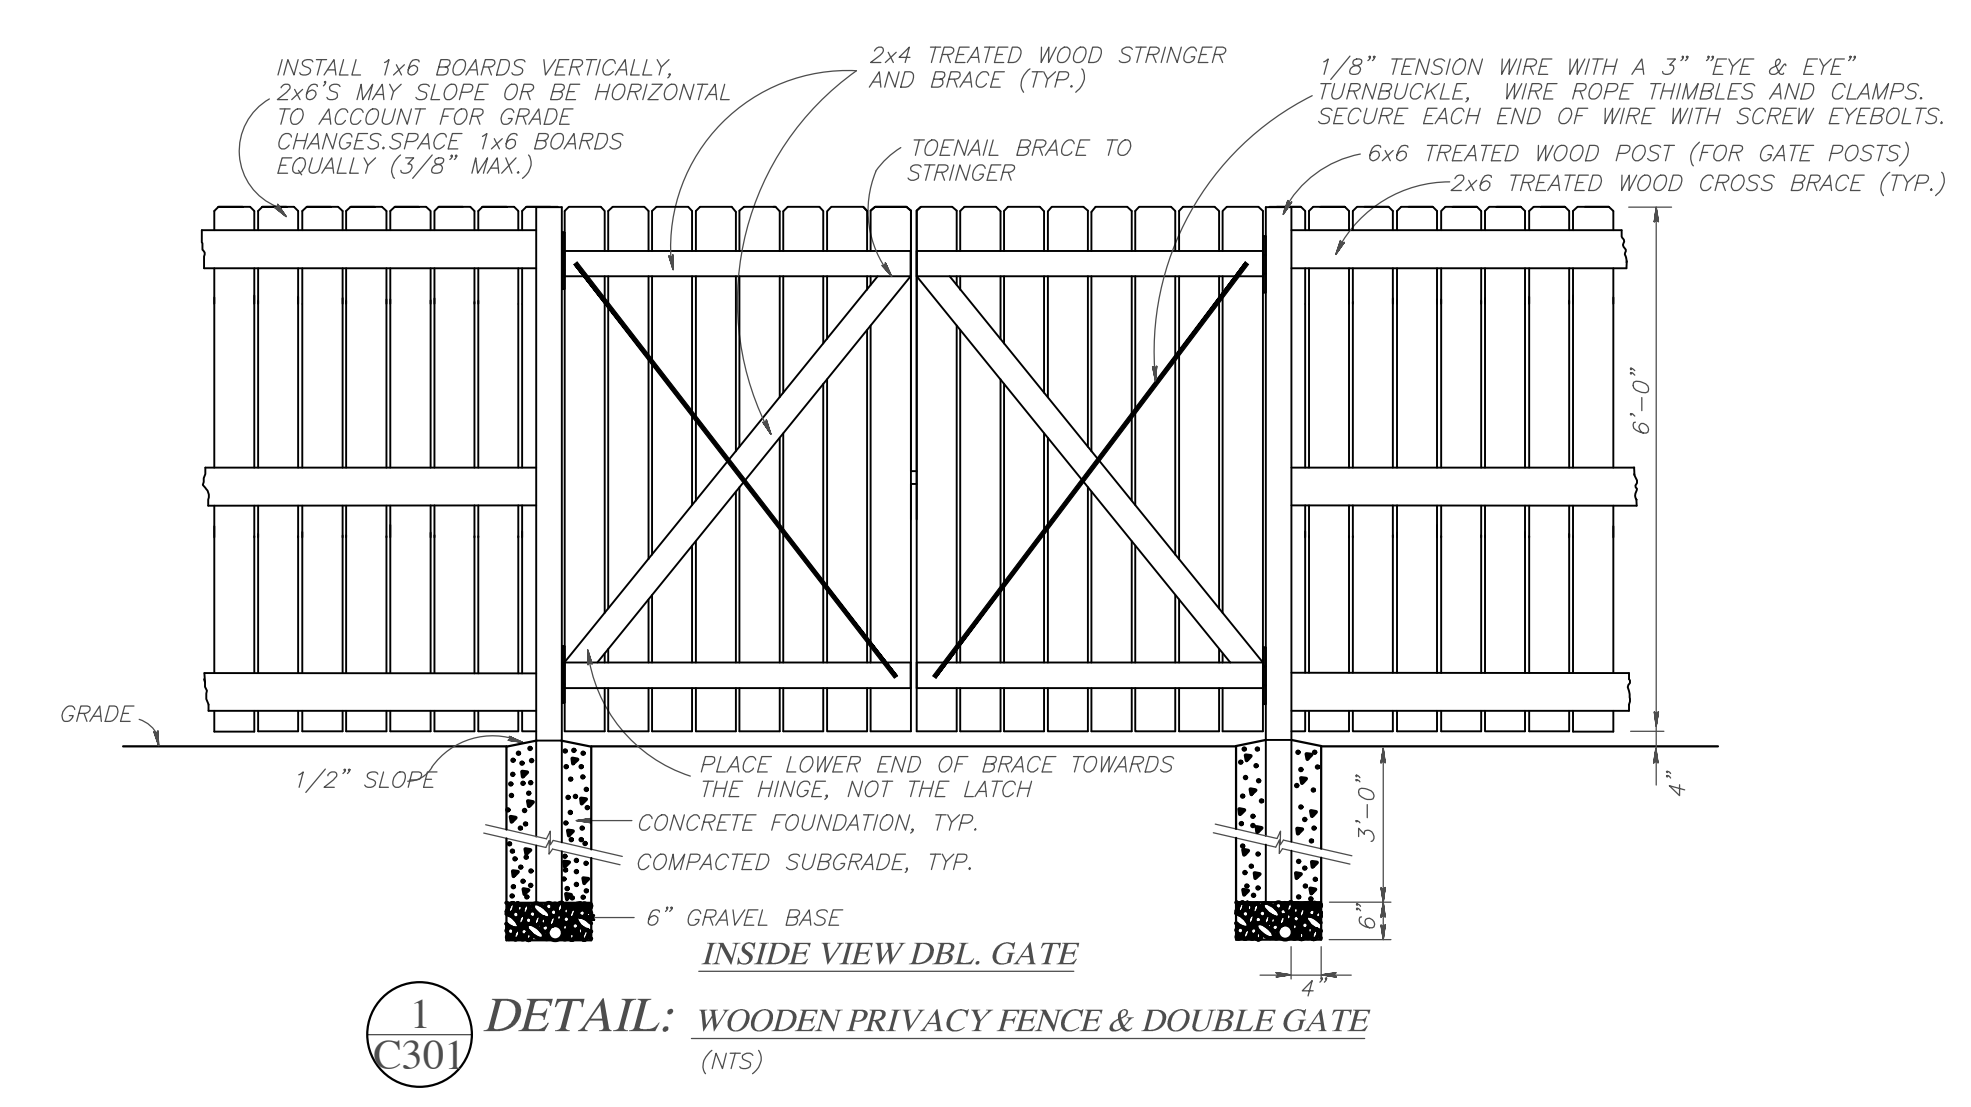 INSTALL 1x6 BOARDS VERTICALLY,
2x6'S MAY SLOPE OR BE HORIZONTAL
TO ACCOUNT FOR GRADE
CHANGES.SPACE 1x6 BOARDS
EQUALLY (3/8" MAX.)
2x4 TREATED WOOD STRINGER
AND BRACE (TYP.)
TOENAIL BRACE TO
STRINGER
1/8" TENSION WIRE WITH A 3" "EYE & EYE"
TURNBUCKLE, WIRE ROPE THIMBLES AND CLAMPS.
SECURE EACH END OF WIRE WITH SCREW EYEBOLTS.
6x6 TREATED WOOD POST (FOR GATE POSTS)
2x6 TREATED WOOD CROSS BRACE (TYP.)
6'-0"
GRADE
1/2" SLOPE
PLACE LOWER END OF BRACE TOWARDS
THE HINGE, NOT THE LATCH
CONCRETE FOUNDATION, TYP.
COMPACTED SUBGRADE, TYP.
6" GRAVEL BASE
3'-0"
4"
6"
4"
INSIDE VIEW DBL. GATE
1
C301
DETAIL: WOODEN PRIVACY FENCE & DOUBLE GATE
(NTS)